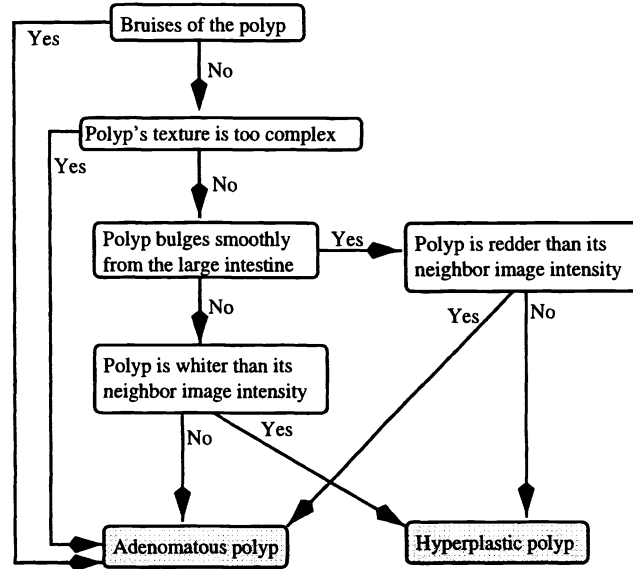 Bruises of the polyp
Yes
No
Polyp's texture is too complex
Yes
No
Polyp bulges smoothly
from the large intestine
Yes
Polyp is redder than its
neighbor image intensity
No
Yes
No
Polyp is whiter than its
neighbor image intensity
No
Yes
Adenomatous polyp
Hyperplastic polyp